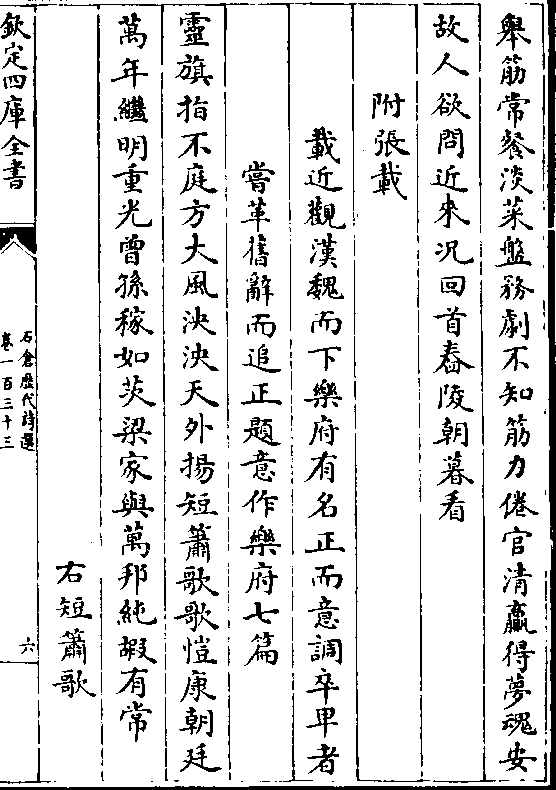 舉筯常餐淡菜盤務劇不知筋力倦官清贏得夢魂安
故人欲問近來况回首舂陵朝暮看
附張載
載近觀漢魏而下樂府有名正而意調卒卑者
嘗革舊辭而追正題意作樂府七篇
靈旗指不庭方大風泱泱天外揚短簫歌歌愷康朝廷
萬年繼明重光曾孫稼如茨梁家與萬邦純嘏有常
右短簫歌
欽定四庫全書
石倉歴代詩選
卷一百三十三
六